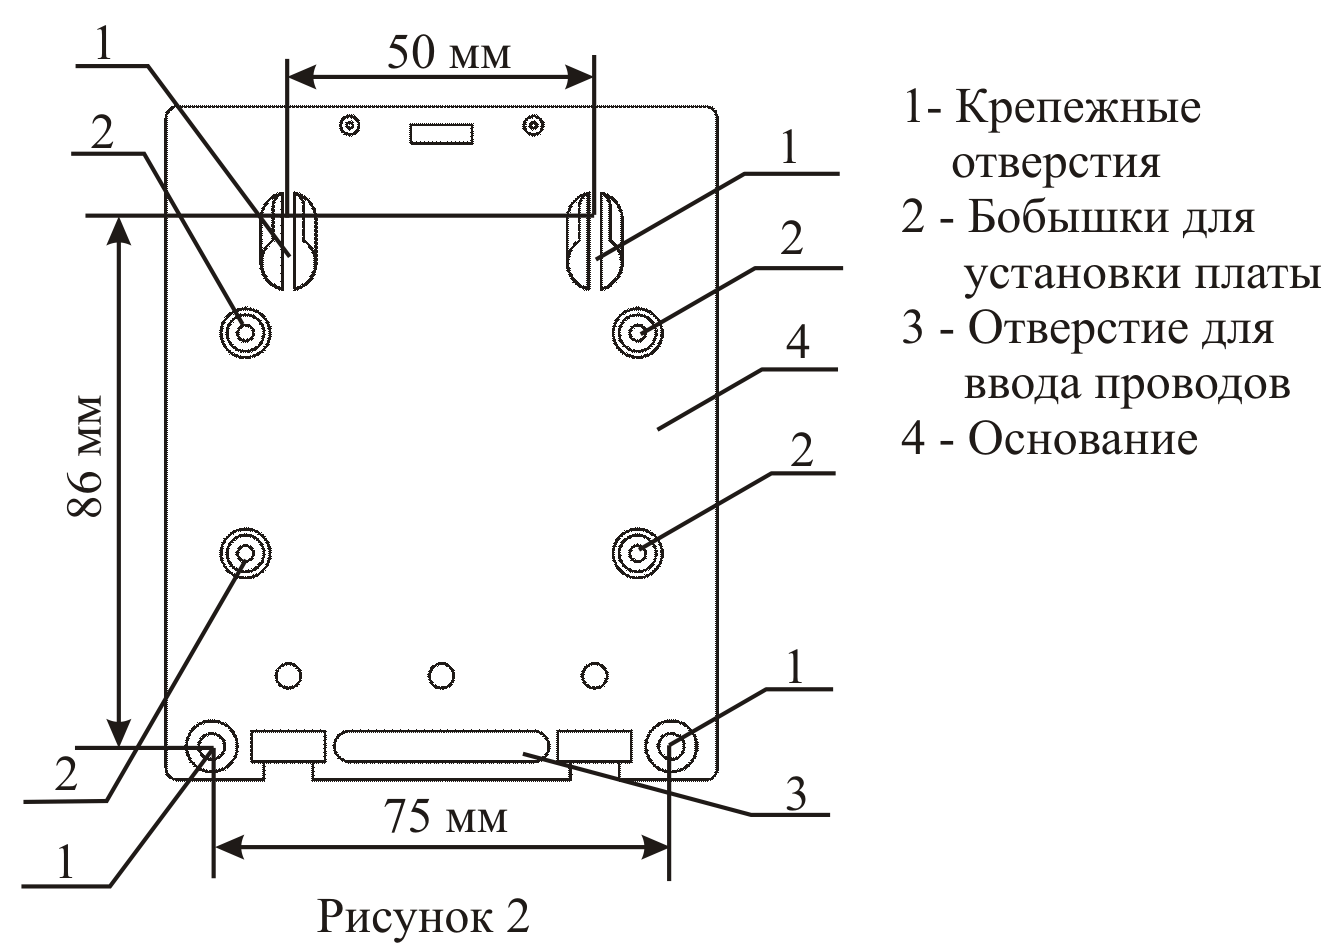 1
50 мм
2
1
2
4
86 мм
2
1
2
75 мм
3
1
1- Крепежные
отверстия
2 - Бобышки для
установки платы
3 - Отверстие для
ввода проводов
4 - Основание
Рисунок 2